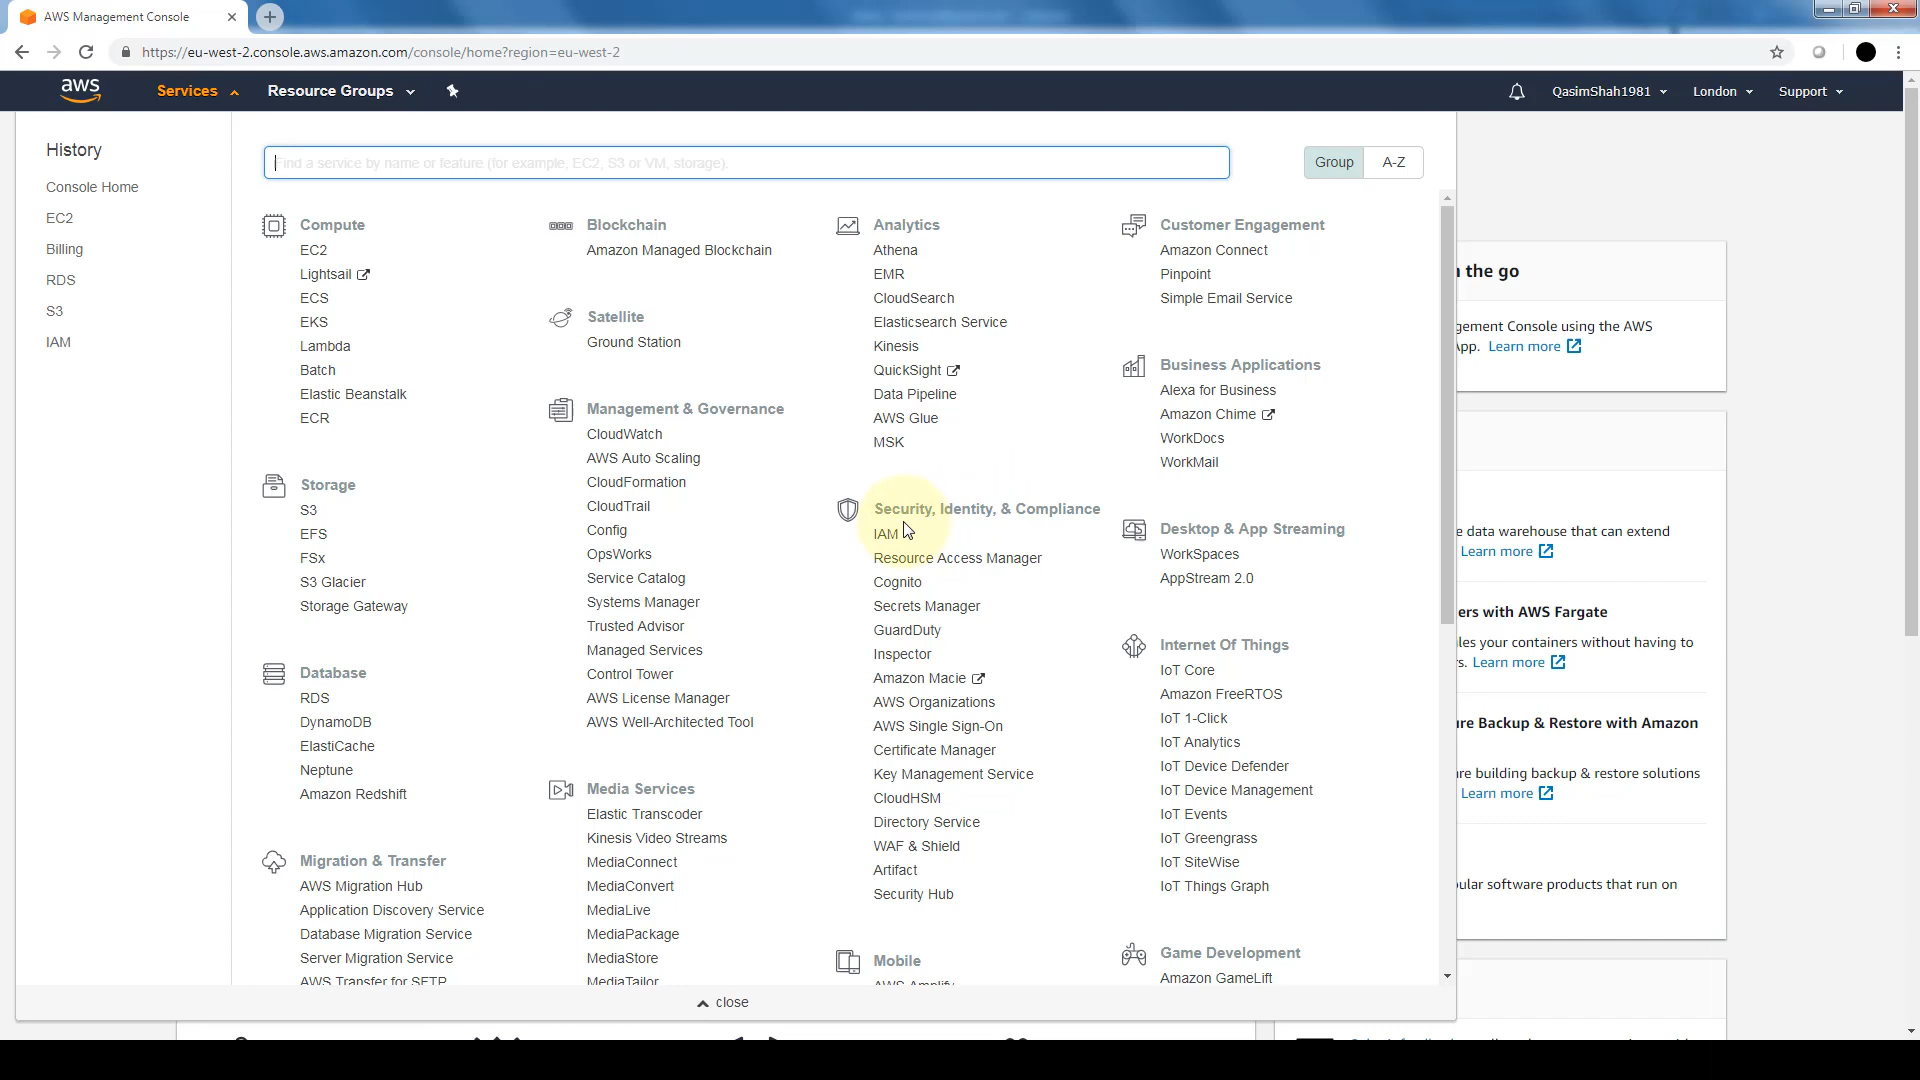 AWS Management Console
https://eu-west-2.console.aws.amazon.com/console/home?region=eu-west-2
aws
Services
Resource Groups
QasimShah1981
London
Support
History
Console Home
EC2
Billing
RDS
S3
IAM
Find a service by name or feature (for example, EC2, S3 or VM, storage).
Group
A-Z
Compute
EC2
Lightsail
ECS
EKS
Lambda
Batch
Elastic Beanstalk
ECR
Storage
S3
EFS
FSx
S3 Glacier
Storage Gateway
Database
RDS
DynamoDB
ElastiCache
Neptune
Amazon Redshift
Migration & Transfer
AWS Migration Hub
Application Discovery Service
Database Migration Service
Server Migration Service
AWS Transfer for SFTP
Blockchain
Amazon Managed Blockchain
Satellite
Ground Station
Management & Governance
CloudWatch
AWS Auto Scaling
CloudFormation
CloudTrail
Config
OpsWorks
Service Catalog
Systems Manager
Trusted Advisor
Managed Services
Control Tower
AWS License Manager
AWS Well-Architected Tool
Media Services
Elastic Transcoder
Kinesis Video Streams
MediaConnect
MediaConvert
MediaLive
MediaPackage
MediaStore
MediaTailor
Analytics
Athena
EMR
CloudSearch
Elasticsearch Service
Kinesis
QuickSight
Data Pipeline
AWS Glue
MSK
Security, Identity, & Compliance
IAM
Resource Access Manager
Cognito
Secrets Manager
GuardDuty
Inspector
Amazon Macie
AWS Organizations
AWS Single Sign-On
Certificate Manager
Key Management Service
CloudHSM
Directory Service
WAF & Shield
Artifact
Security Hub
Mobile
AWS Amplify
Customer Engagement
Amazon Connect
Pinpoint
Simple Email Service
Business Applications
Alexa for Business
Amazon Chime
WorkDocs
WorkMail
Desktop & App Streaming
WorkSpaces
AppStream 2.0
Internet Of Things
IoT Core
Amazon FreeRTOS
IoT 1-Click
IoT Analytics
IoT Device Defender
IoT Device Management
IoT Events
IoT Greengrass
IoT SiteWise
IoT Things Graph
Game Development
Amazon GameLift
close
the go
gement Console using the AWS
App. Learn more
e data warehouse that can extend
Learn more
ers with AWS Fargate
les your containers without having to
s. Learn more
re Backup & Restore with Amazon
re building backup & restore solutions
Learn more
ular software products that run on